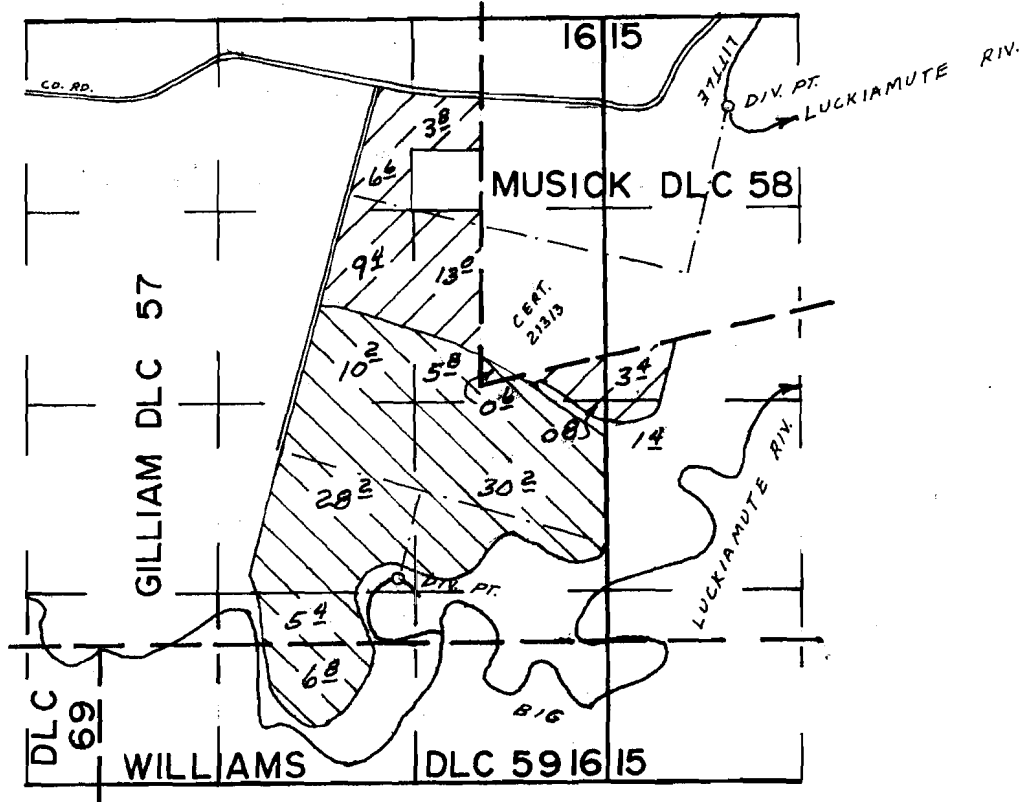 16 15
CO. RD.
LITTLE
DIV. PT.
LUCKIAMUTE RIV.
3 8
6 6
MUSICK DLC 58
9 4
13 0
CERT.
21313
GILLIAM DLC 57
10 2
5 8
0 6
3 4
0 8
1 4
28 2
30 2
LUCKIAMUTE RIV.
DIV. PT.
5 4
6 8
BIG
DLC
69
WILLIAMS DLC 59 16 15